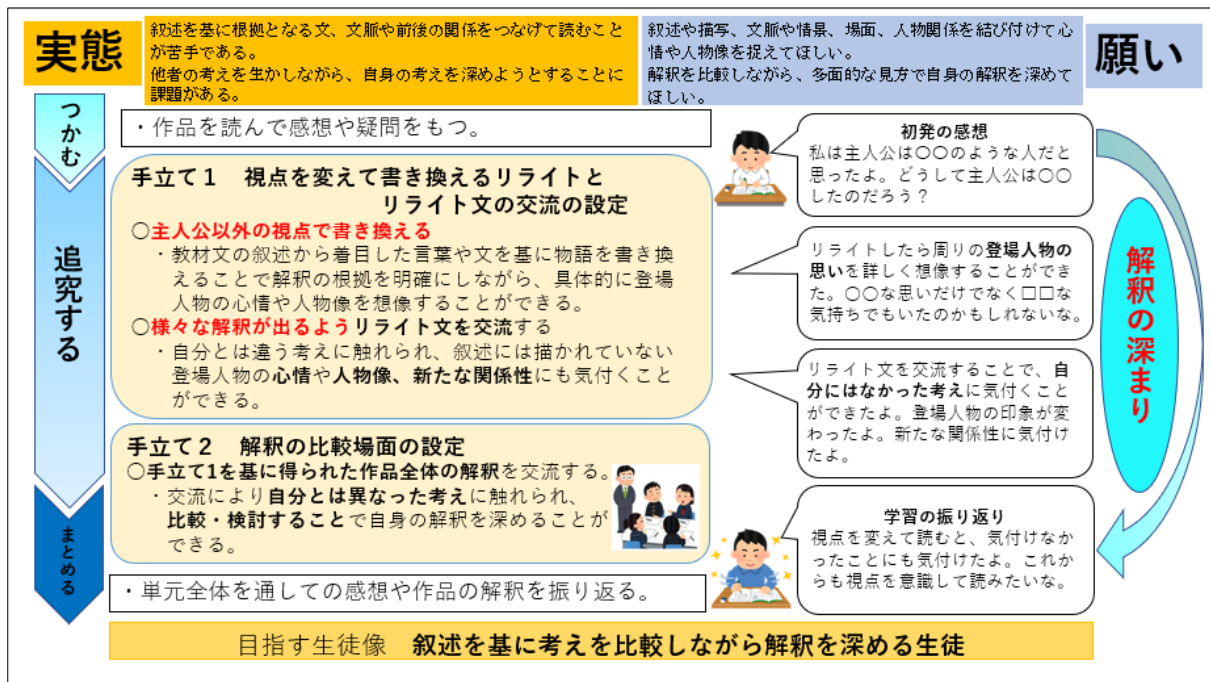 実態
叙述を基に根拠となる文、文脈や前後の関係をつなげて読むこと
が苦手である。
他者の考えを生かしながら、自身の考えを深めようとすることに
課題がある。
叙述や描写、文脈や情景、場面、人物関係を結び付けて心
情や人物像を捉えてほしい。
解釈を比較しながら、多面的な見方で自身の解釈を深めて
ほしい。
願い
つかむ
・作品を読んで感想や疑問をもつ。
初発の感想
私は主人公は〇〇のような人だと
思ったよ。どうして主人公は〇〇
したのだろう？
追究する
手立て１　視点を変えて書き換えるリライトと
リライト文の交流の設定
○主人公以外の視点で書き換える
・教材文の叙述から着目した言葉や文を基に物語を書き換
えることで解釈の根拠を明確にしながら、具体的に登場
人物の心情や人物像を想像することができる。
○様々な解釈が出るようリライト文を交流する
・自分とは違う考えに触れられ、叙述には描かれていない
登場人物の心情や人物像、新たな関係性にも気付くこと
ができる。
リライトしたら周りの登場人物の
思いを詳しく想像することができ
た。〇〇な思いだけでなく□□な
気持ちでもいたのかもしれないな。
リライト文を交流することで、自
分にはなかった考えに気付くこと
ができたよ。登場人物の印象が変
わったよ。新たな関係性に気付け
たよ。
解釈の深まり
手立て２　解釈の比較場面の設定
○手立て1を基に得られた作品全体の解釈を交流する。
・交流により自分とは異なった考えに触れられ、
比較・検討することで自身の解釈を深めることが
できる。
まとめる
学習の振り返り
視点を変えて読むと、気付けなか
ったことにも気付けたよ。これか
らも視点を意識して読みたいな。
・単元全体を通しての感想や作品の解釈を振り返る。
目指す生徒像　叙述を基に考えを比較しながら解釈を深める生徒